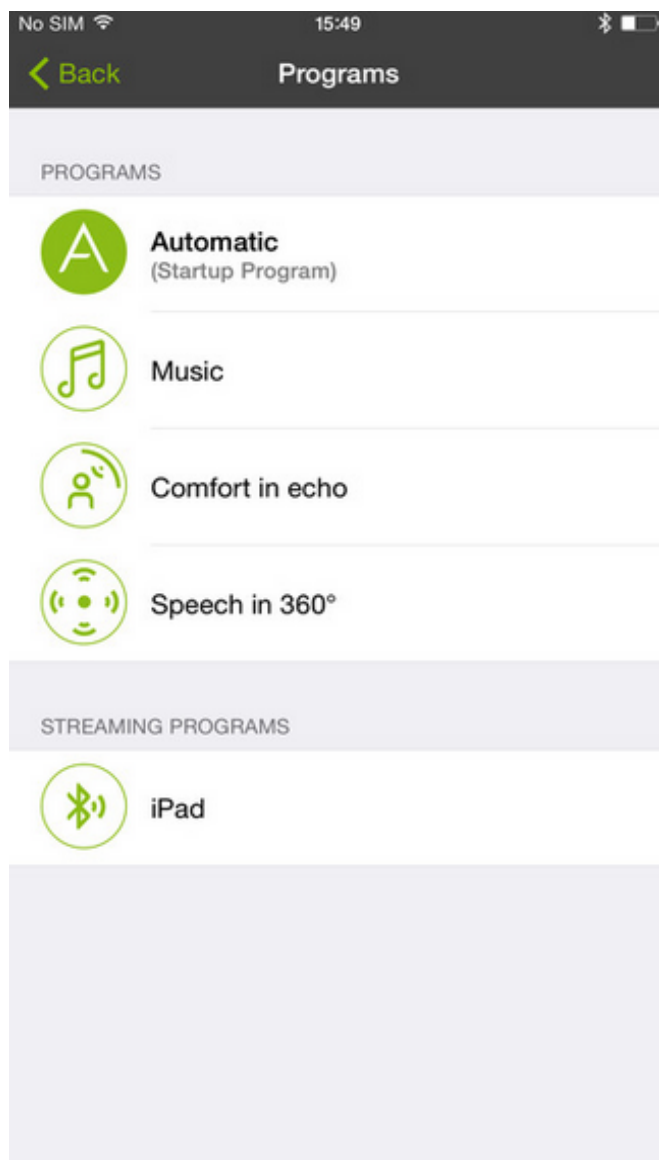 No SIM 15:49
Back Programs
PROGRAMS
A
Automatic
(Startup Program)
Music
Comfort in echo
Speech in 360°
STREAMING PROGRAMS
iPad